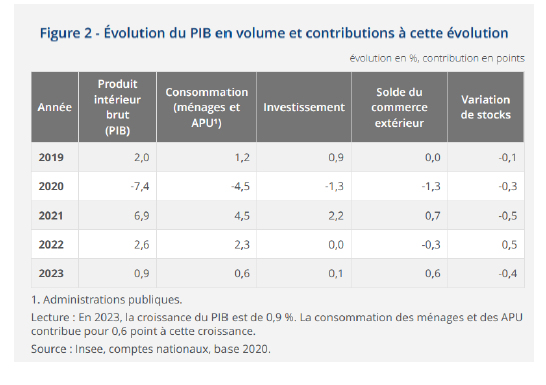 Figure 2 - Évolution du PIB en volume et contributions à cette évolution
évolution en %, contribution en points
Année Produit intérieur brut (PIB) Consommation (ménages et APU¹) Investissement Solde du commerce extérieur Variation de stocks
2019 2,0 1,2 0,9 0,0 -0,1
2020 -7,4 -4,5 -1,3 -1,3 -0,3
2021 6,9 4,5 2,2 0,7 -0,5
2022 2,6 2,3 0,0 -0,3 0,5
2023 0,9 0,6 0,1 0,6 -0,4
1. Administrations publiques.
Lecture : En 2023, la croissance du PIB est de 0,9 %. La consommation des ménages et des APU
contribue pour 0,6 point à cette croissance.
Source : Insee, comptes nationaux, base 2020.